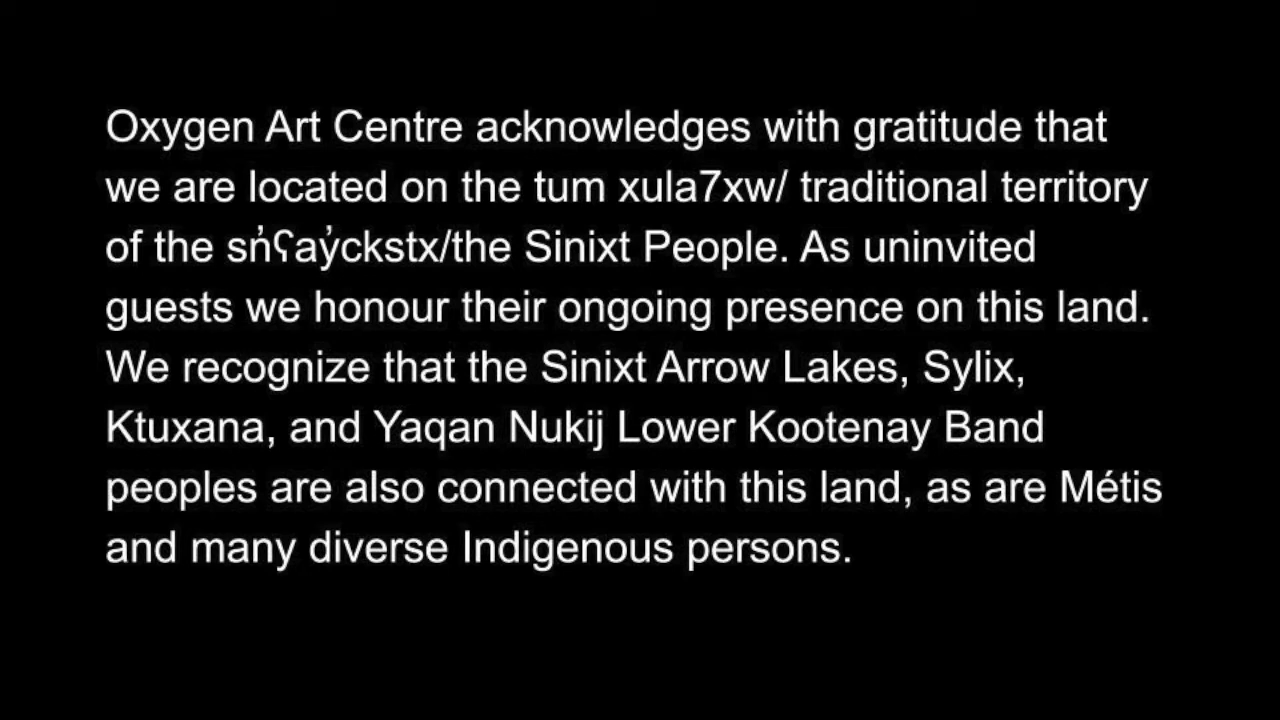 Oxygen Art Centre acknowledges with gratitude that
we are located on the tum xula7xw/ traditional territory
of the sn̓ʕay̓ckstx/the Sinixt People. As uninvited
guests we honour their ongoing presence on this land.
We recognize that the Sinixt Arrow Lakes, Sylix,
Ktuxana, and Yaqan Nukij Lower Kootenay Band
peoples are also connected with this land, as are Métis
and many diverse Indigenous persons.